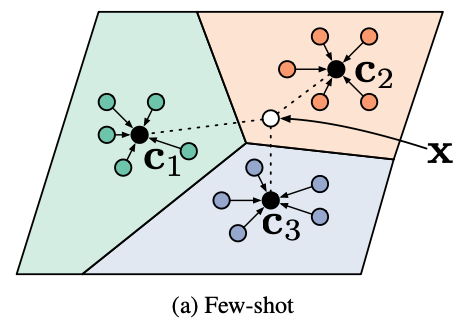 c₂
c₁
x
c₃
(a) Few-shot